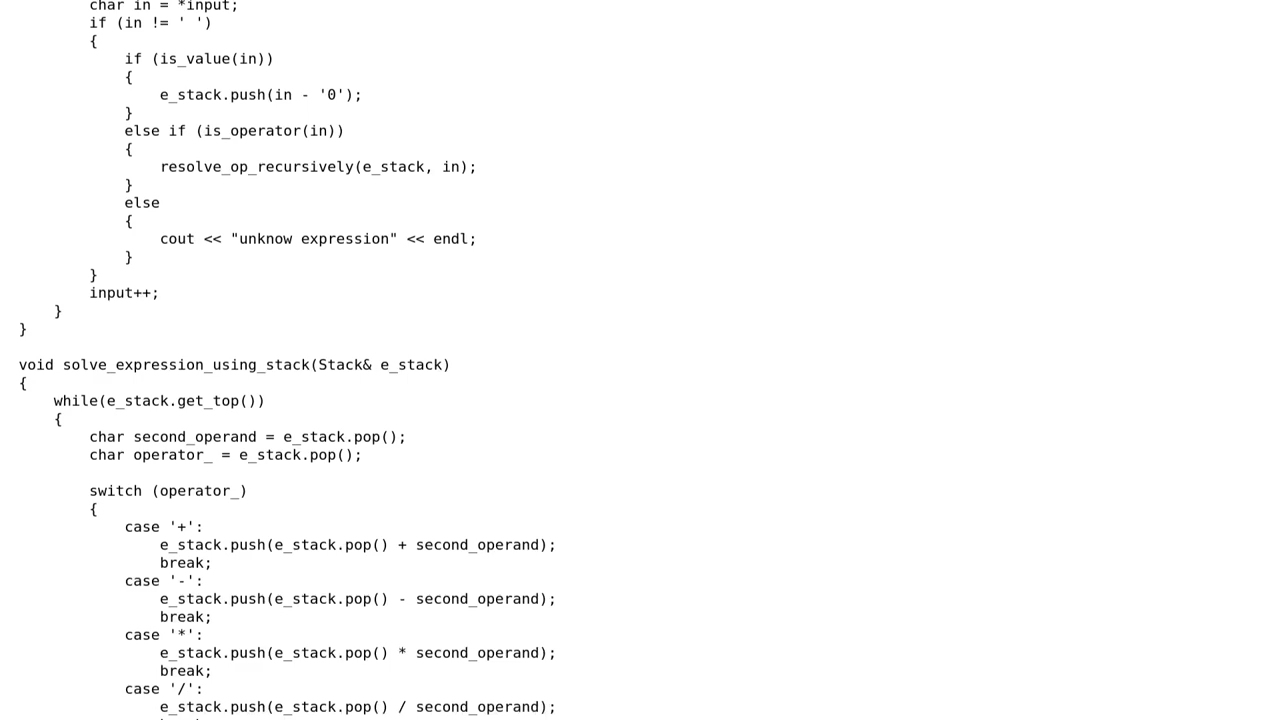 char in = *input;
if (in != ' ')
{
if (is_value(in))
{
e_stack.push(in - '0');
}
else if (is_operator(in))
{
resolve_op_recursively(e_stack, in);
}
else
{
cout << "unknow expression" << endl;
}
}
input++;
}
}
void solve_expression_using_stack(Stack& e_stack)
{
while(e_stack.get_top())
{
char second_operand = e_stack.pop();
char operator_ = e_stack.pop();
switch (operator_)
{
case '+':
e_stack.push(e_stack.pop() + second_operand);
break;
case '-':
e_stack.push(e_stack.pop() - second_operand);
break;
case '*':
e_stack.push(e_stack.pop() * second_operand);
break;
case '/':
e_stack.push(e_stack.pop() / second_operand);